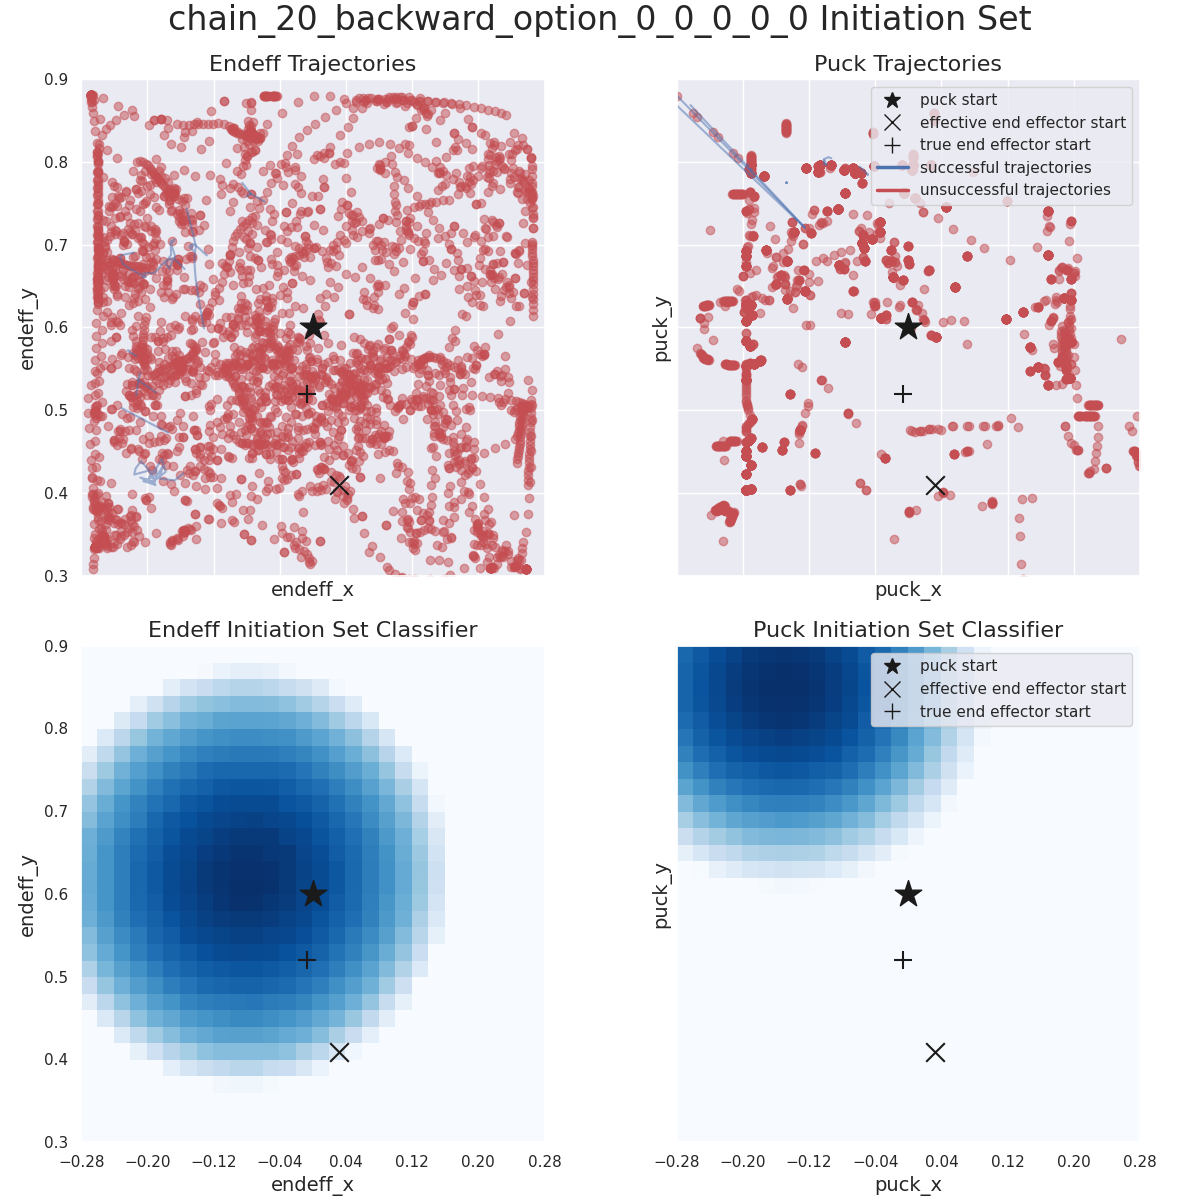 chain_20_backward_option_0_0_0_0_0 Initiation Set
Endeff Trajectories
endeff_y
0.9
0.8
0.7
0.6
0.5
0.4
0.3
endeff_x
Puck Trajectories
puck start
effective end effector start
true end effector start
successful trajectories
unsuccessful trajectories
puck_y
puck_x
Endeff Initiation Set Classifier
endeff_y
0.9
0.8
0.7
0.6
0.5
0.4
0.3
−0.28 −0.20 −0.12 −0.04 0.04 0.12 0.20 0.28
endeff_x
Puck Initiation Set Classifier
puck start
effective end effector start
true end effector start
puck_y
−0.28 −0.20 −0.12 −0.04 0.04 0.12 0.20 0.28
puck_x